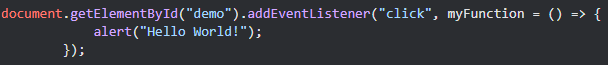 document.getElementById("demo").addEventListener("click", myFunction = () => {
alert("Hello World!");
});